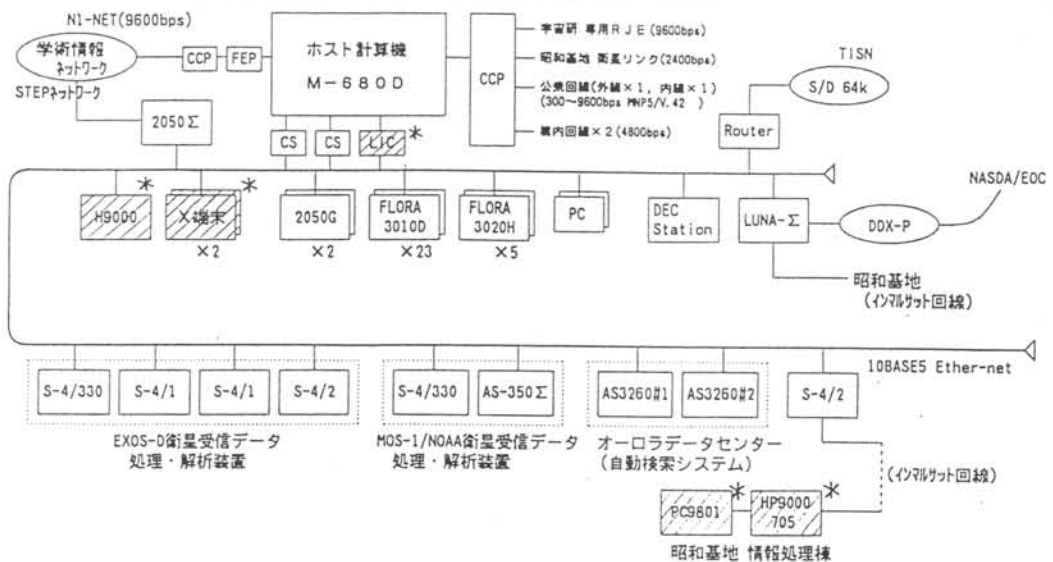 N1-NET(9600bps)
学術情報
ネットワーク
STEPネットワーク
CCP
FEP
ホスト計算機
M-680D
CCP
宇宙研 専用RJE(9600bps)
昭和基地 衛星リンク(2400bps)
公衆回線(外線×1, 内線×1)
(300~9600bps MNP5/V.42 )
構内回線×2(4800bps)
TISN
S/D 64k
Router
2050Σ
CS
CS
LIC
*
H9000
*
X端末
*
×2
2050G
×2
FLORA
3010D
×23
FLORA
3020H
×5
PC
DEC
Station
LUNA-Σ
DDX-P
NASDA/EOC
昭和基地
(インマルサット回線)
10BASE5 Ether-net
S-4/330
S-4/1
S-4/1
S-4/2
EXOS-D衛星受信データ
処理・解析装置
S-4/330
AS-350Σ
MOS-1/NOAA衛星受信データ
処理・解析装置
AS3260#1
AS3260#2
オーロラデータセンター
(自動検索システム)
S-4/2
(インマルサット回線)
PC9801
*
HP9000
705
*
昭和基地 情報処理棟